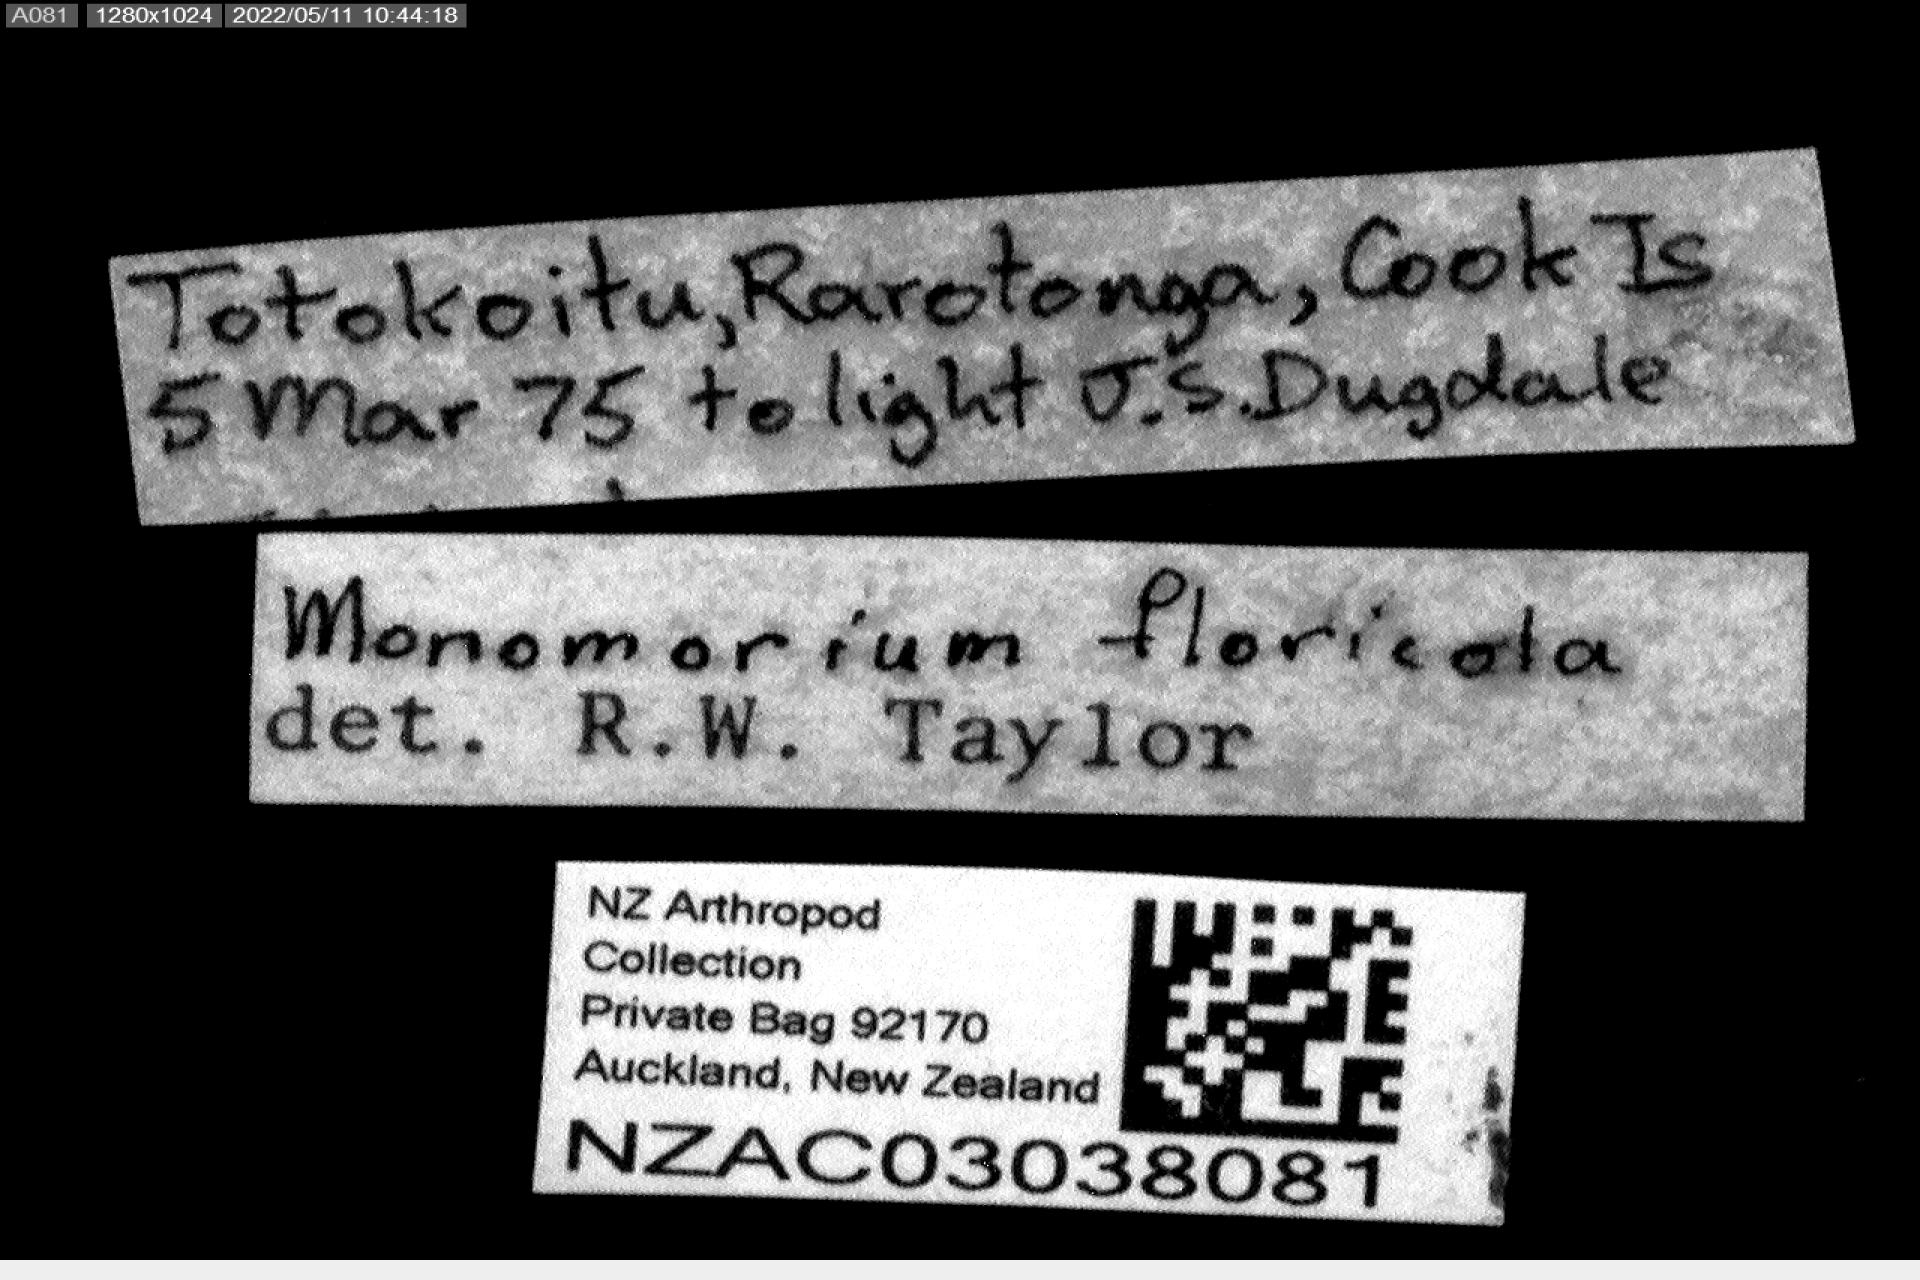 A081 1280x1024 2022/05/11 10:44:18
Totokoitu, Rarotonga, Cook Is
5 Mar 75 to light J.S. Dugdale
Monomorium floricola
det. R.W. Taylor
NZ Arthropod
Collection
Private Bag 92170
Auckland, New Zealand
NZAC03038081